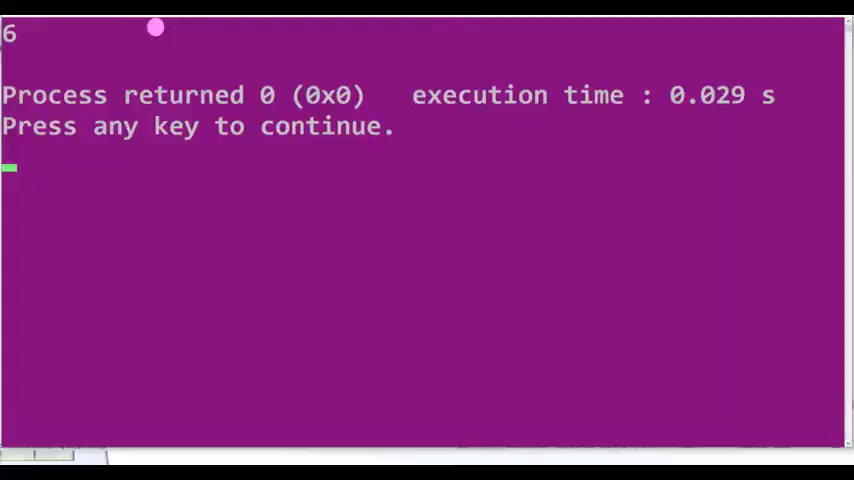 6
Process returned 0 (0x0)   execution time : 0.029 s
Press any key to continue.